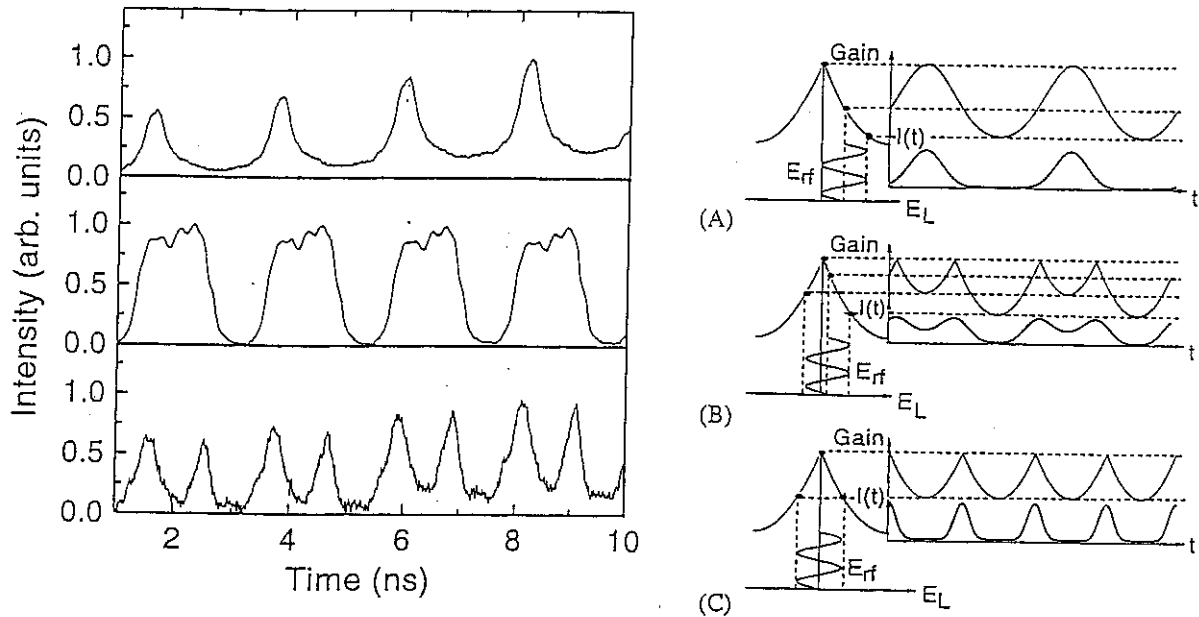 Intensity (arb. units)
1.0
0.5
0.0
1.0
0.5
0.0
1.0
0.5
0.0
2
4
6
8
10
Time (ns)
Gain
I(t)
E_rf
E_L
t
(A)
Gain
I(t)
E_rf
E_L
t
(B)
Gain
I(t)
E_rf
E_L
t
(C)